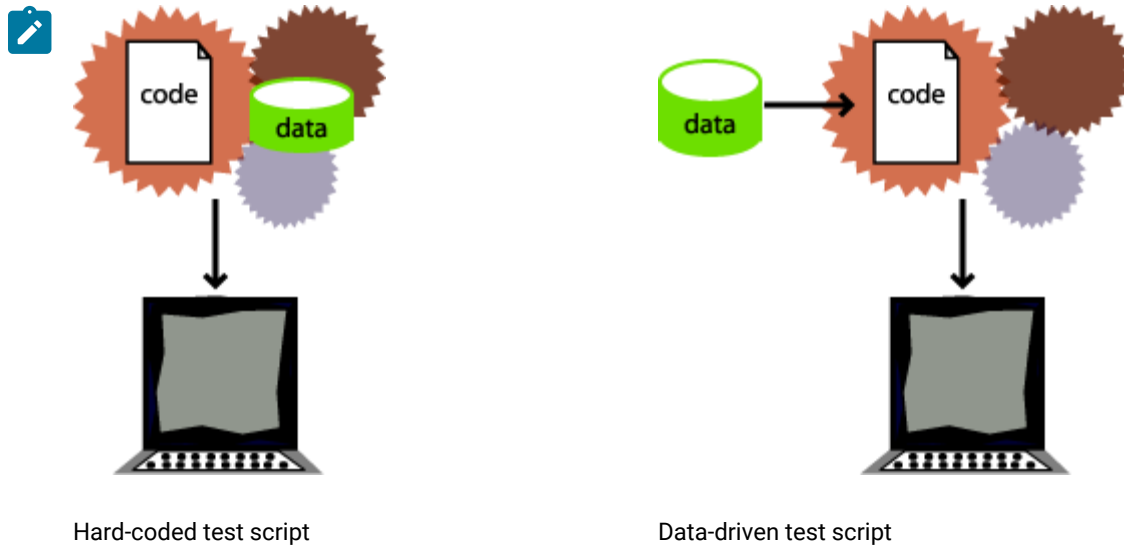 code
data
data
code
Hard-coded test script
Data-driven test script